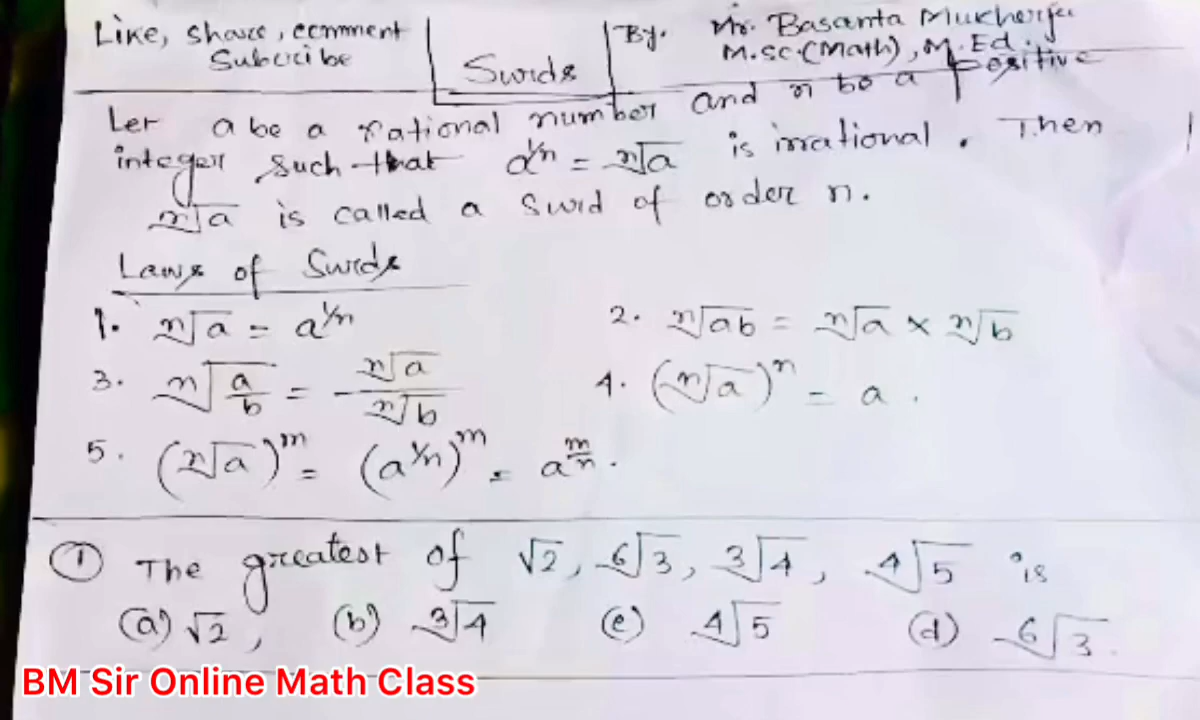 Like, share, comment
Subcribe
Surds
By. Mr. Basanta Mukherjee
M.sc.(Math), M.Ed.
Let a be a rational number and n be a positive
integer such that a^1/n = ⁿ√a is irrational. Then
ⁿ√a is called a surd of order n.
Laws of Surds
1. ⁿ√a = a^1/n
2. ⁿ√ab = ⁿ√a × ⁿ√b
3. ⁿ√(a/b) = ⁿ√a / ⁿ√b
4. (ⁿ√a)ⁿ = a.
5. (ⁿ√a)^m = (a^1/n)^m = a^m/n.
① The greatest of √2, ⁶√3, ³√4, ⁴√5 is
(a) √2, (b) ³√4 (c) ⁴√5 (d) ⁶√3.
BM Sir Online Math Class